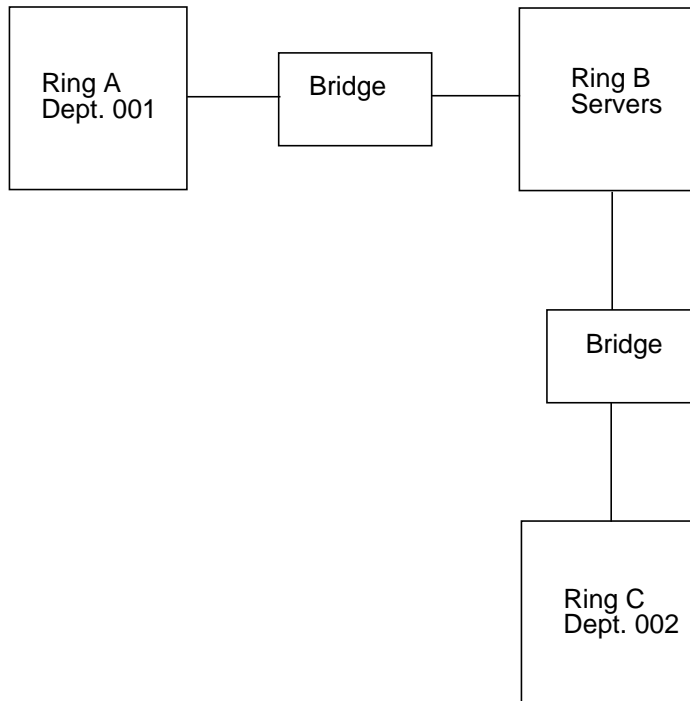 Ring A
Dept. 001
Bridge
Ring B
Servers
Bridge
Ring C
Dept. 002